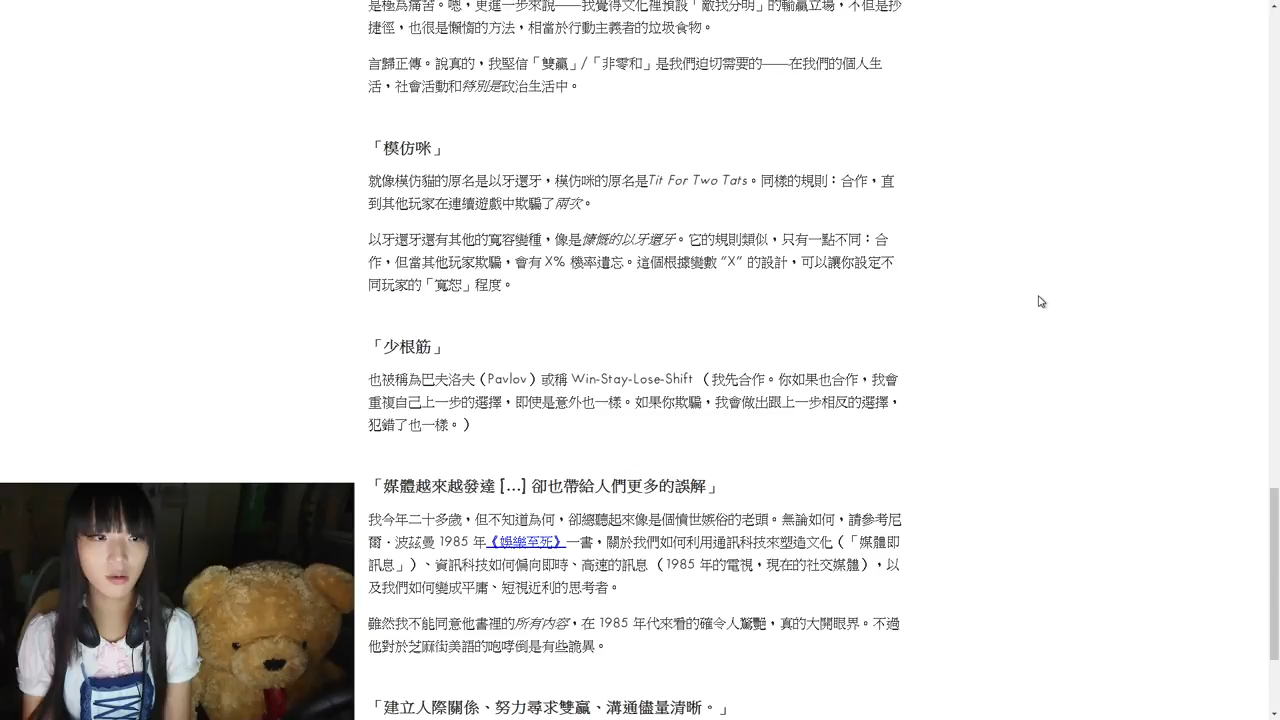 是極為痛苦。嗯，更進一步來說——我覺得文化裡預設「敵我分明」的輸贏立場，不但是抄
捷徑，也很是懶惰的方法，相當於行動主義者的垃圾食物。
言歸正傳。說真的，我堅信「雙贏」/「非零和」是我們迫切需要的——在我們的個人生
活，社會活動和特別是政治生活中。
「模仿咪」
就像模仿貓的原名是以牙還牙，模仿咪的原名是Tit For Two Tats。同樣的規則：合作，直
到其他玩家在連續遊戲中欺騙了兩次。
以牙還牙還有其他的寬容變種，像是慷慨的以牙還牙。它的規則類似，只有一點不同：合
作，但當其他玩家欺騙，會有 X% 機率遺忘。這個根據變數 "X" 的設計，可以讓你設定不
同玩家的「寬恕」程度。
「少根筋」
也被稱為巴夫洛夫（Pavlov）或稱 Win-Stay-Lose-Shift （我先合作。你如果也合作，我會
重複自己上一步的選擇，即使是意外也一樣。如果你欺騙，我會做出跟上一步相反的選擇，
犯錯了也一樣。）
「媒體越來越發達 [...] 卻也帶給人們更多的誤解」
我今年二十多歲，但不知道為何，卻總聽起來像是個憤世嫉俗的老頭。無論如何，請參考尼
爾·波茲曼 1985 年《娛樂至死》一書，關於我們如何利用通訊科技來塑造文化（「媒體即
訊息」）、資訊科技如何偏向即時、高速的訊息 （1985 年的電視，現在的社交媒體），以
及我們如何變成平庸、短視近利的思考者。
雖然我不能同意他書裡的所有內容，在 1985 年代來看的確令人驚艷，真的大開眼界。不過
他對於芝麻街美語的咆哮倒是有些詭異。
「建立人際關係、努力尋求雙贏、溝通儘量清晰。」